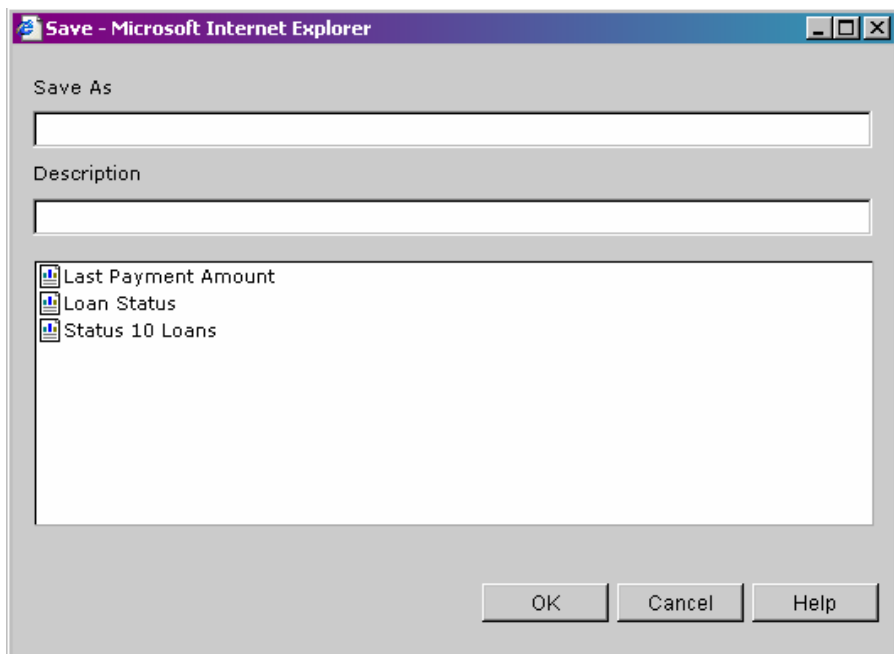 Save - Microsoft Internet Explorer
Save As
Description
Last Payment Amount
Loan Status
Status 10 Loans
OK Cancel Help